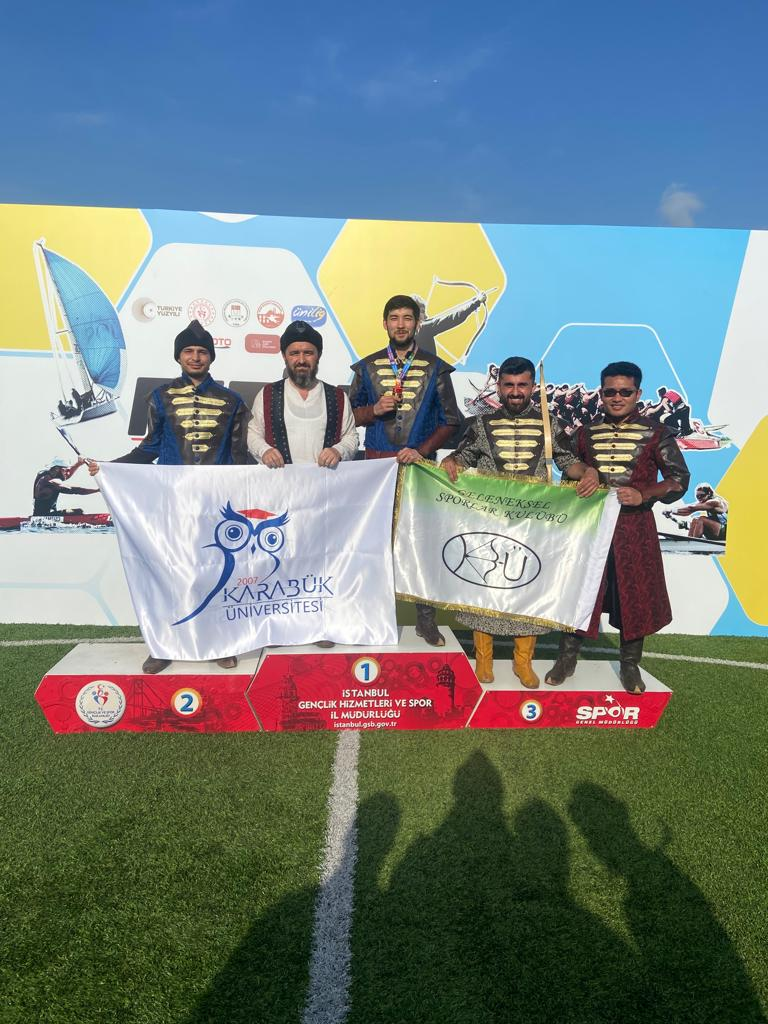 TÜRKİYE
YÜZYILI
ünilig
2007
KARABÜK
ÜNİVERSİTESİ
GELENEKSEL
SPORLAR KULÜBÜ
K-Ü
2
1
İSTANBUL
GENÇLİK HİZMETLERİ VE SPOR
İL MÜDÜRLÜĞÜ
istanbul.gsb.gov.tr
3
SPOR
GENEL MÜDÜRLÜĞÜ